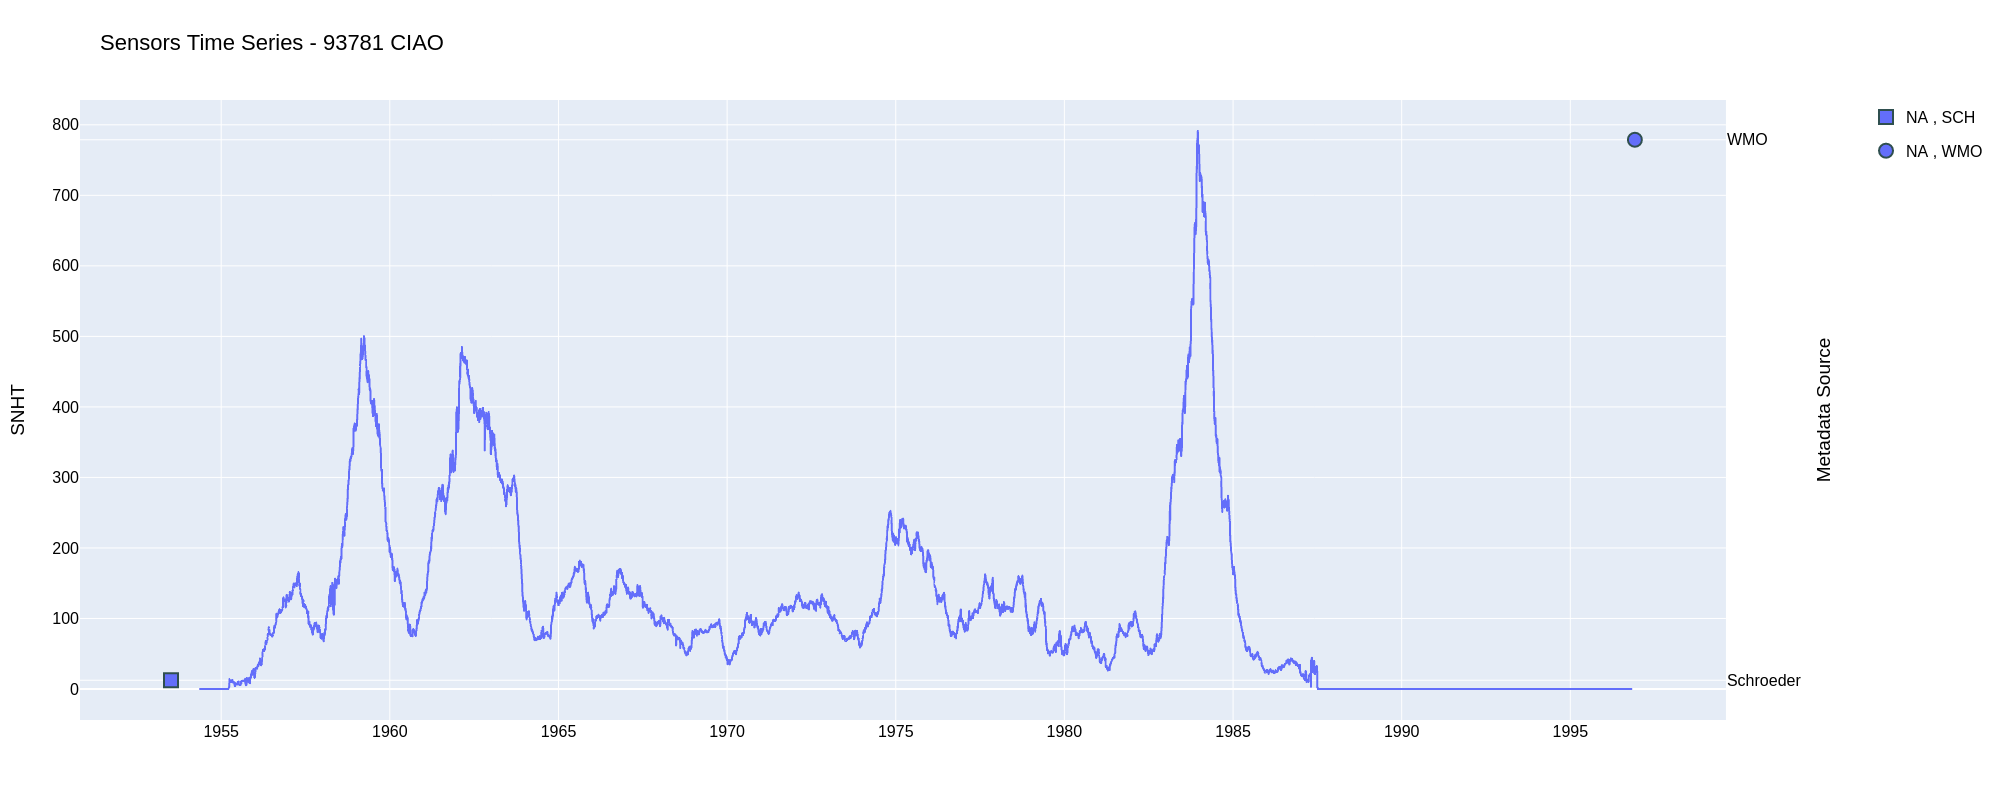 Sensors Time Series - 93781 CIAO
NA , SCH
NA , WMO
SNHT
800
700
600
500
400
300
200
100
0
WMO
Schroeder
Metadata Source
1955 1960 1965 1970 1975 1980 1985 1990 1995